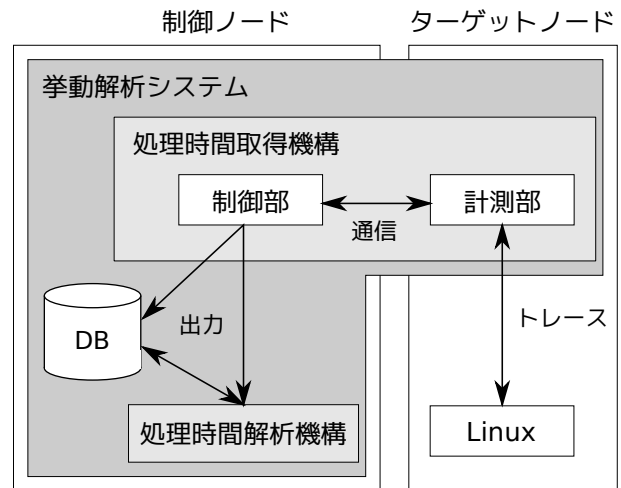 制御ノード
ターゲットノード
挙動解析システム
処理時間取得機構
制御部
計測部
通信
DB
出力
トレース
処理時間解析機構
Linux